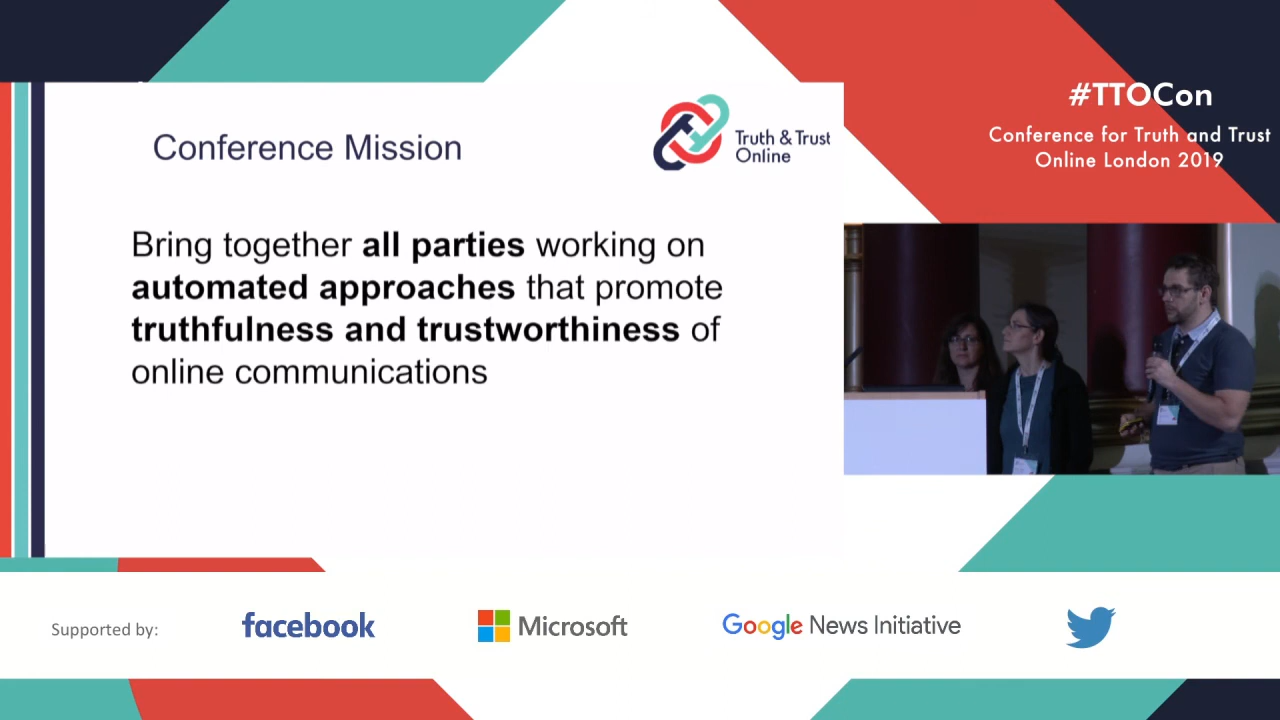 #TTOCon
Conference for Truth and Trust
Online London 2019
Conference Mission
Truth & Trust
Online
Bring together all parties working on
automated approaches that promote
truthfulness and trustworthiness of
online communications
Supported by:
facebook
Microsoft
Google News Initiative